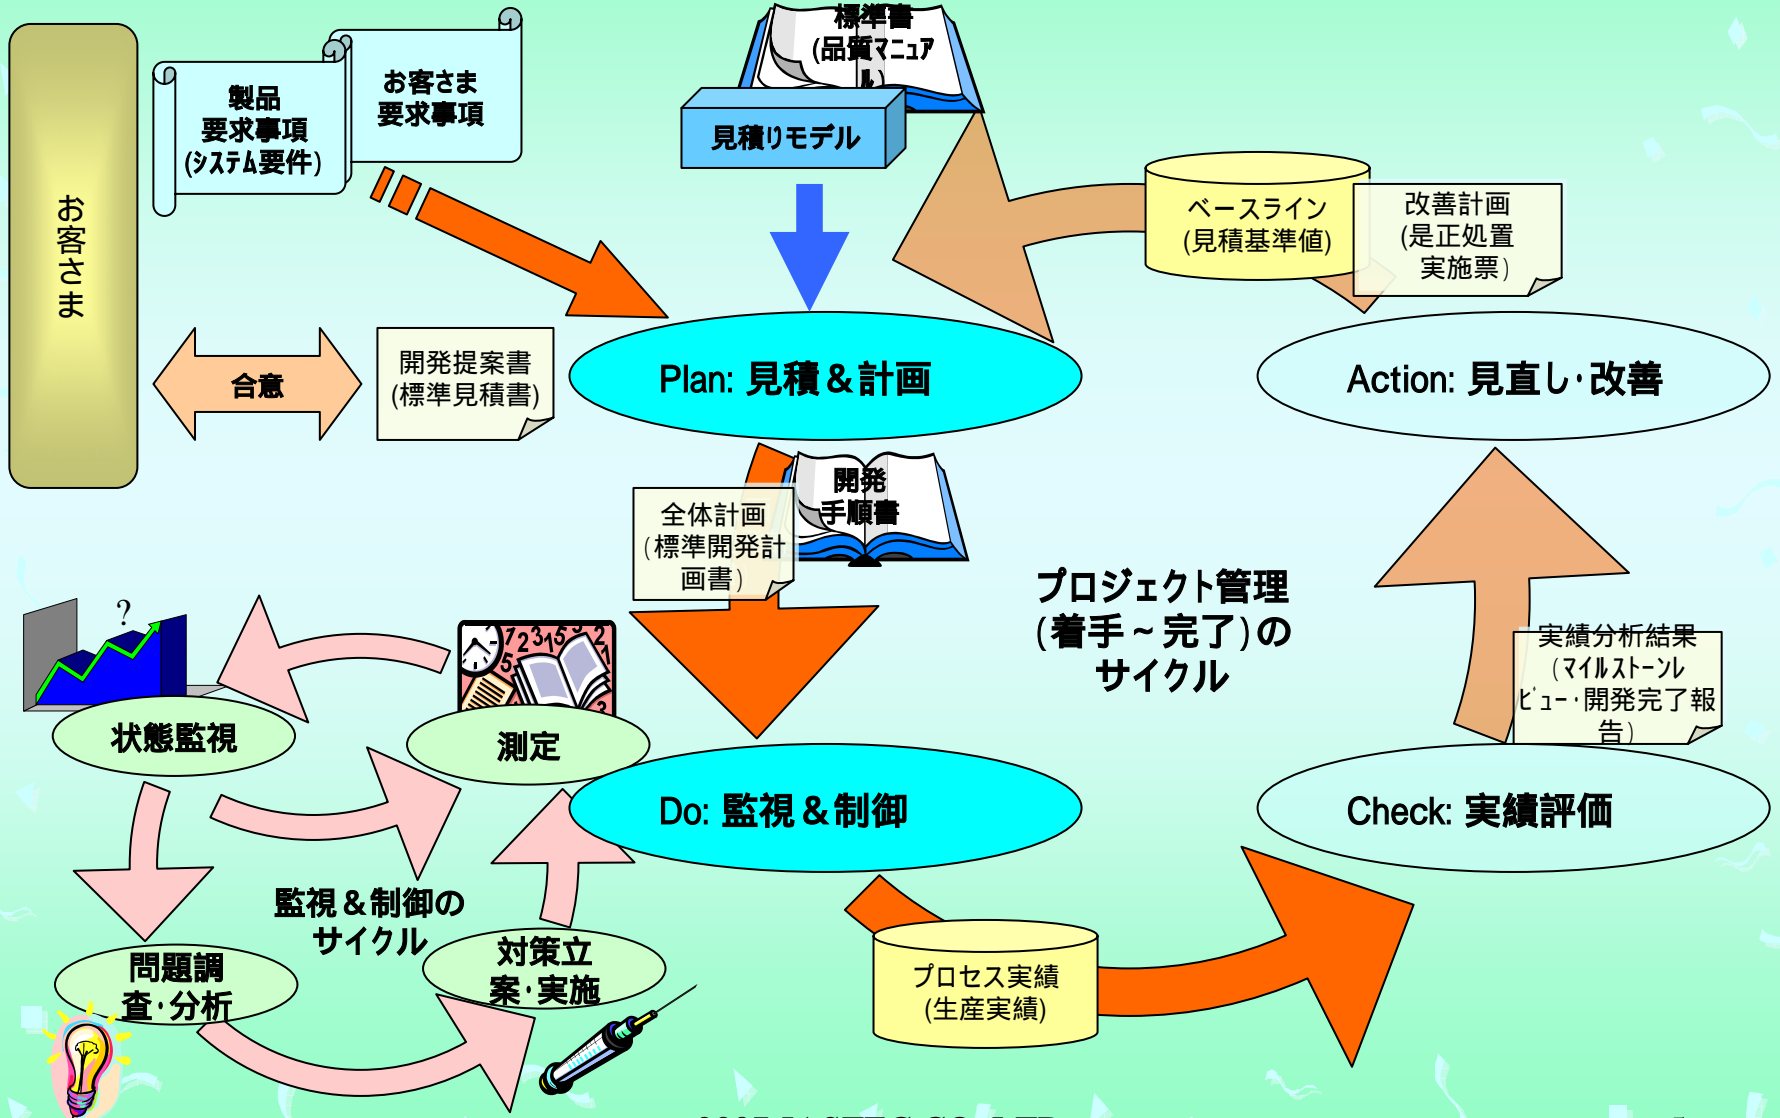 標準書
(品質ﾏﾆｭｱ
ﾙ)
見積りモデル
製品
要求事項
(ｼｽﾃﾑ要件)
お客さま
要求事項
お客さま
ベースライン
(見積基準値)
改善計画
(是正処置
実施票)
合意
開発提案書
(標準見積書)
Plan: 見積＆計画
Action: 見直し･改善
開発
手順書
全体計画
(標準開発計
画書)
プロジェクト管理
(着手～完了)の
サイクル
?
実績分析結果
(ﾏｲﾙｽﾄｰﾝﾚ
ﾋﾞｭｰ･開発完了報
告)
状態監視
測定
Do: 監視＆制御
Check: 実績評価
監視＆制御の
サイクル
問題調
査･分析
対策立
案･実施
プロセス実績
(生産実績)